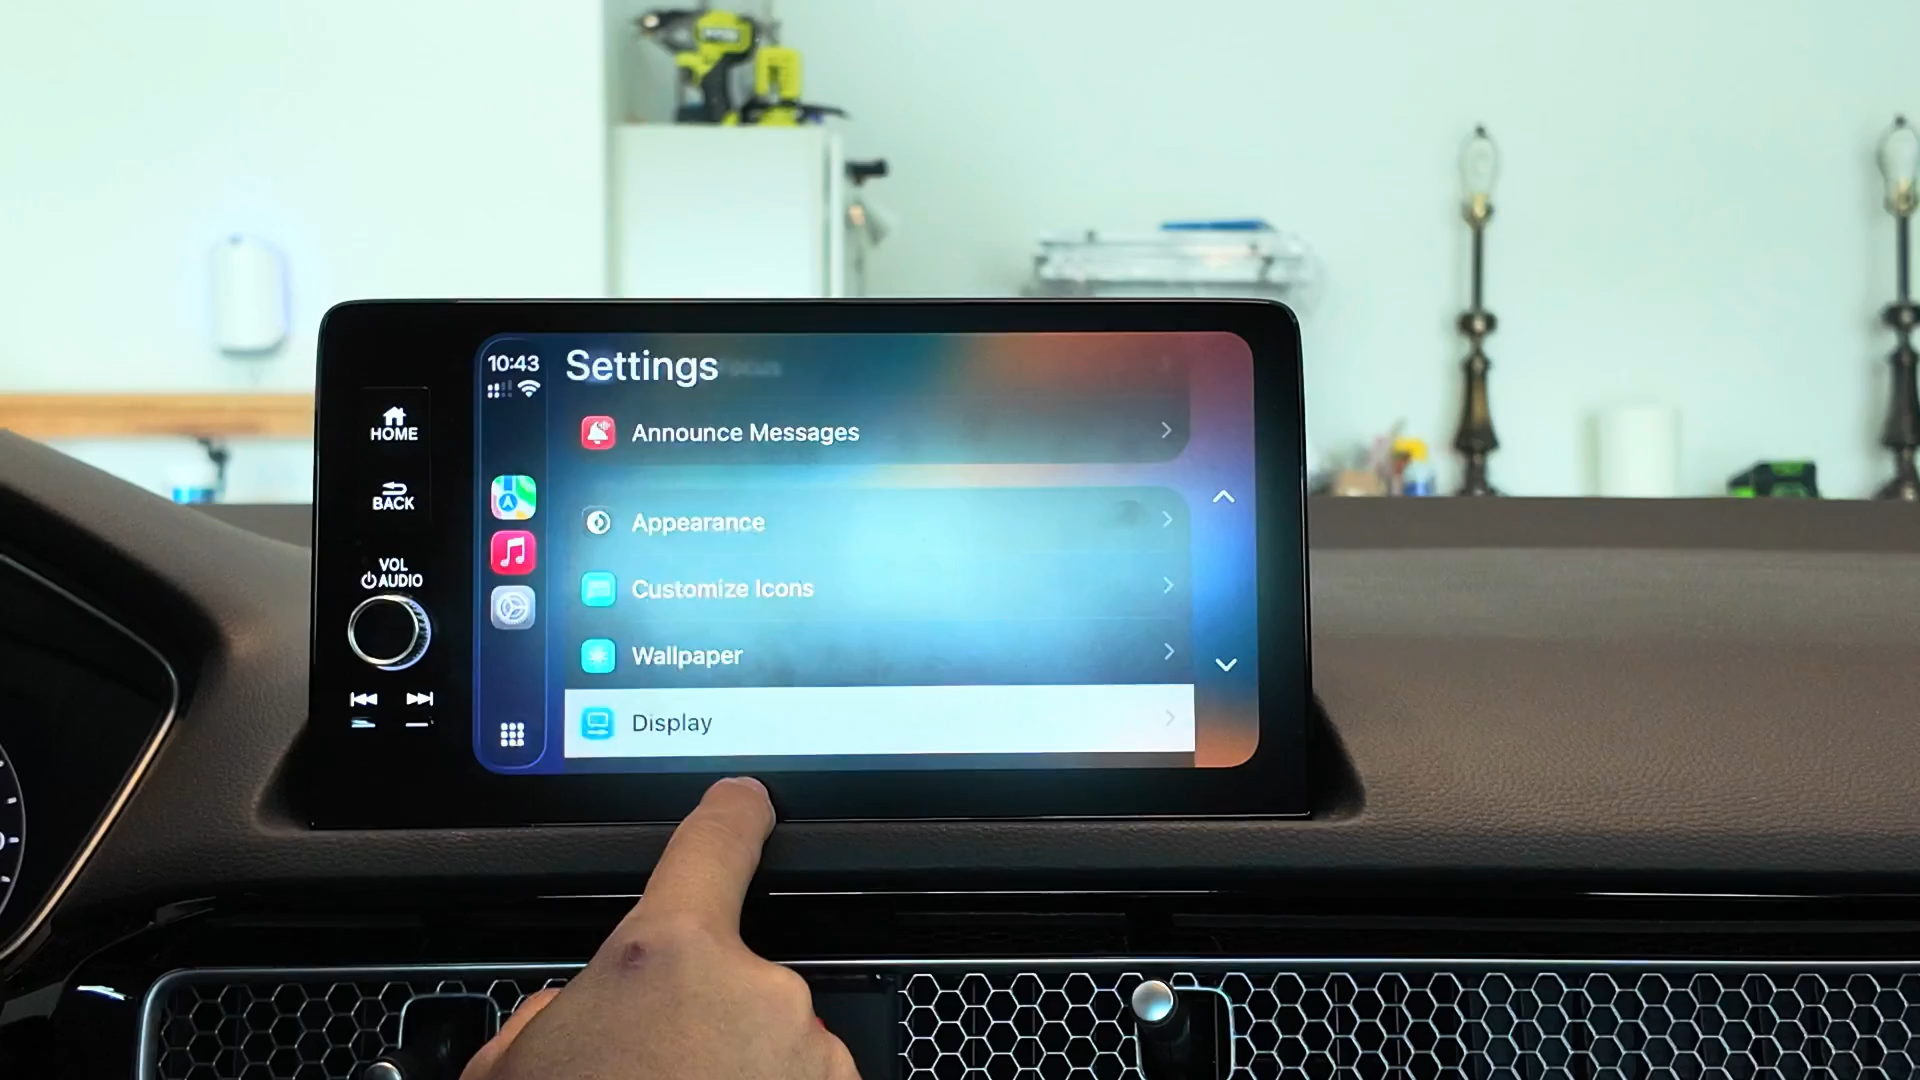 HOME
BACK
VOL
AUDIO
10:43
Settings
Announce Messages
Appearance
Customize Icons
Wallpaper
Display